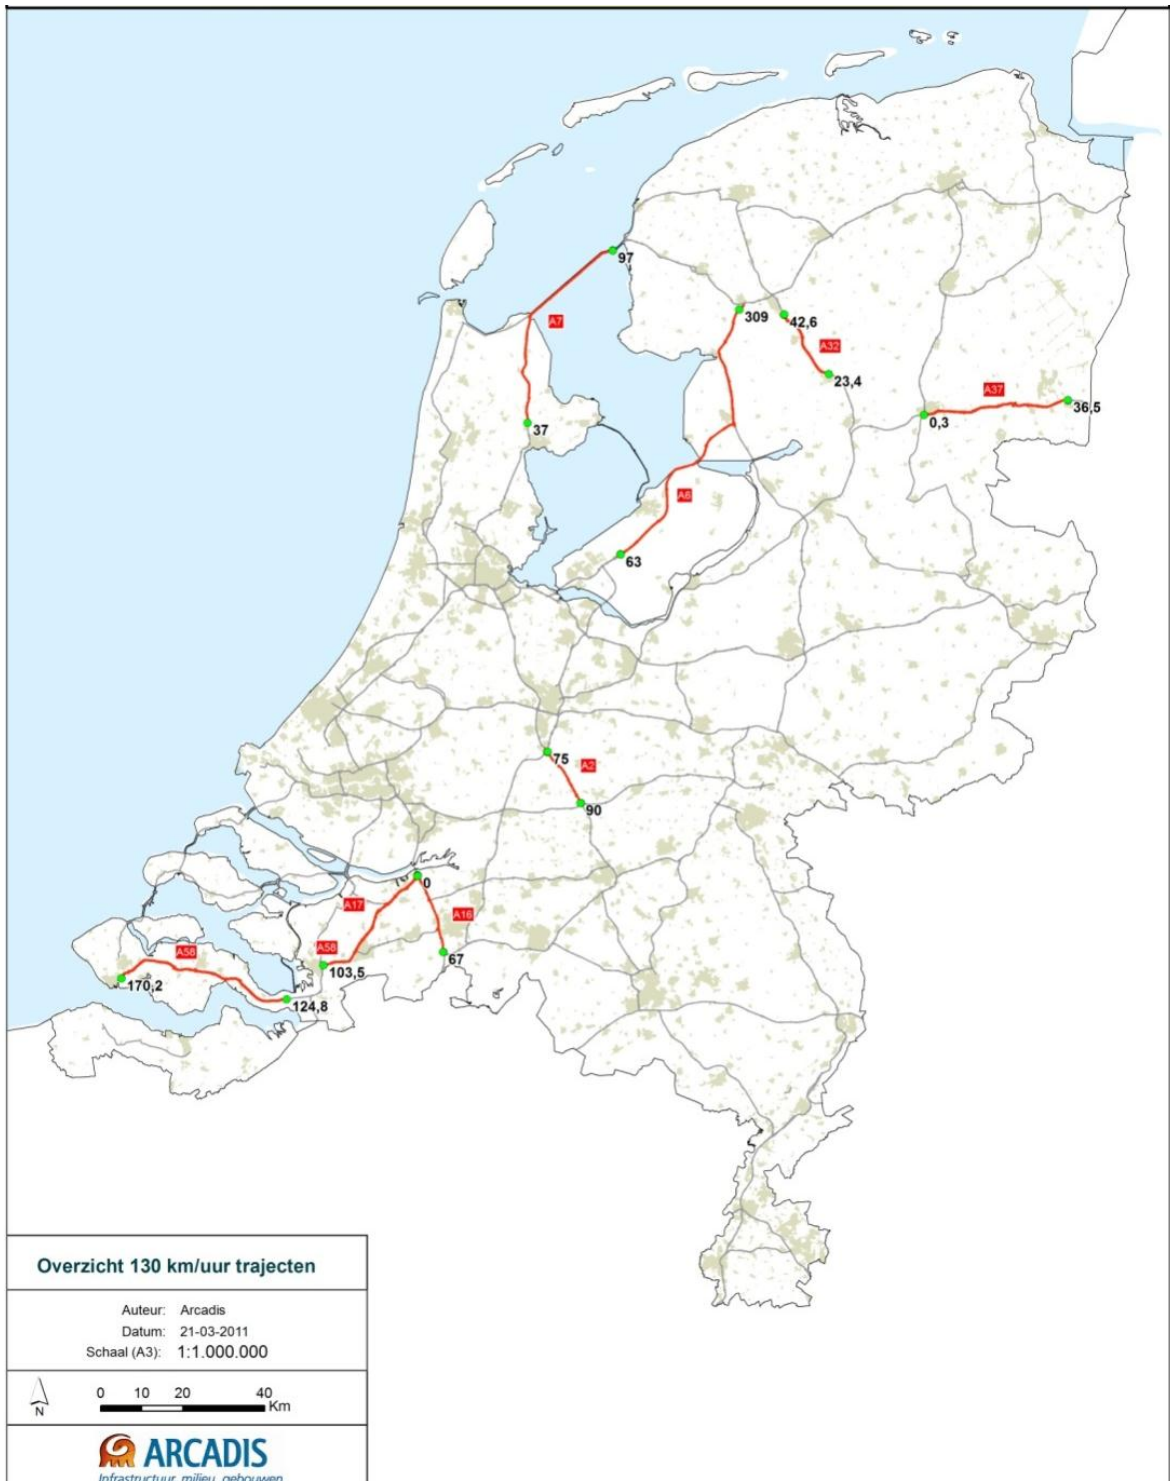 97
A7
309
42,6
A32
23,4
A37
36,5
0,3
37
A6
63
75
A2
90
0
A17
A16
A58
67
A58
103,5
170,2
124,8
Overzicht 130 km/uur trajecten
Auteur: Arcadis
Datum: 21-03-2011
Schaal (A3): 1:1.000.000
0 10 20 40
Km
N
ARCADIS
Infrastructuur, milieu, gebouwen